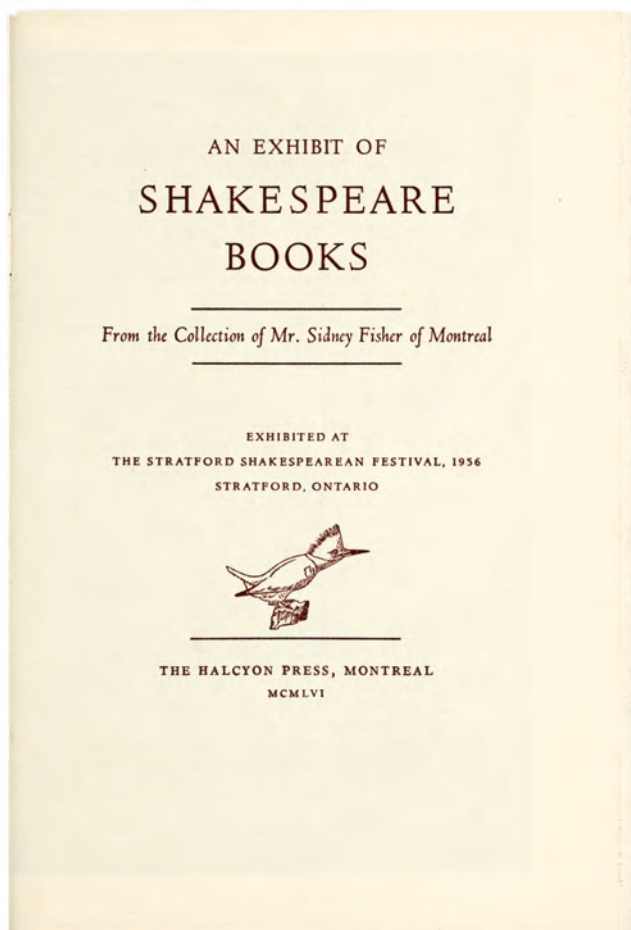 AN EXHIBIT OF
SHAKESPEARE
BOOKS
From the Collection of Mr. Sidney Fisher of Montreal
EXHIBITED AT
THE STRATFORD SHAKESPEAREAN FESTIVAL, 1956
STRATFORD, ONTARIO
THE HALCYON PRESS, MONTREAL
MCMLVI